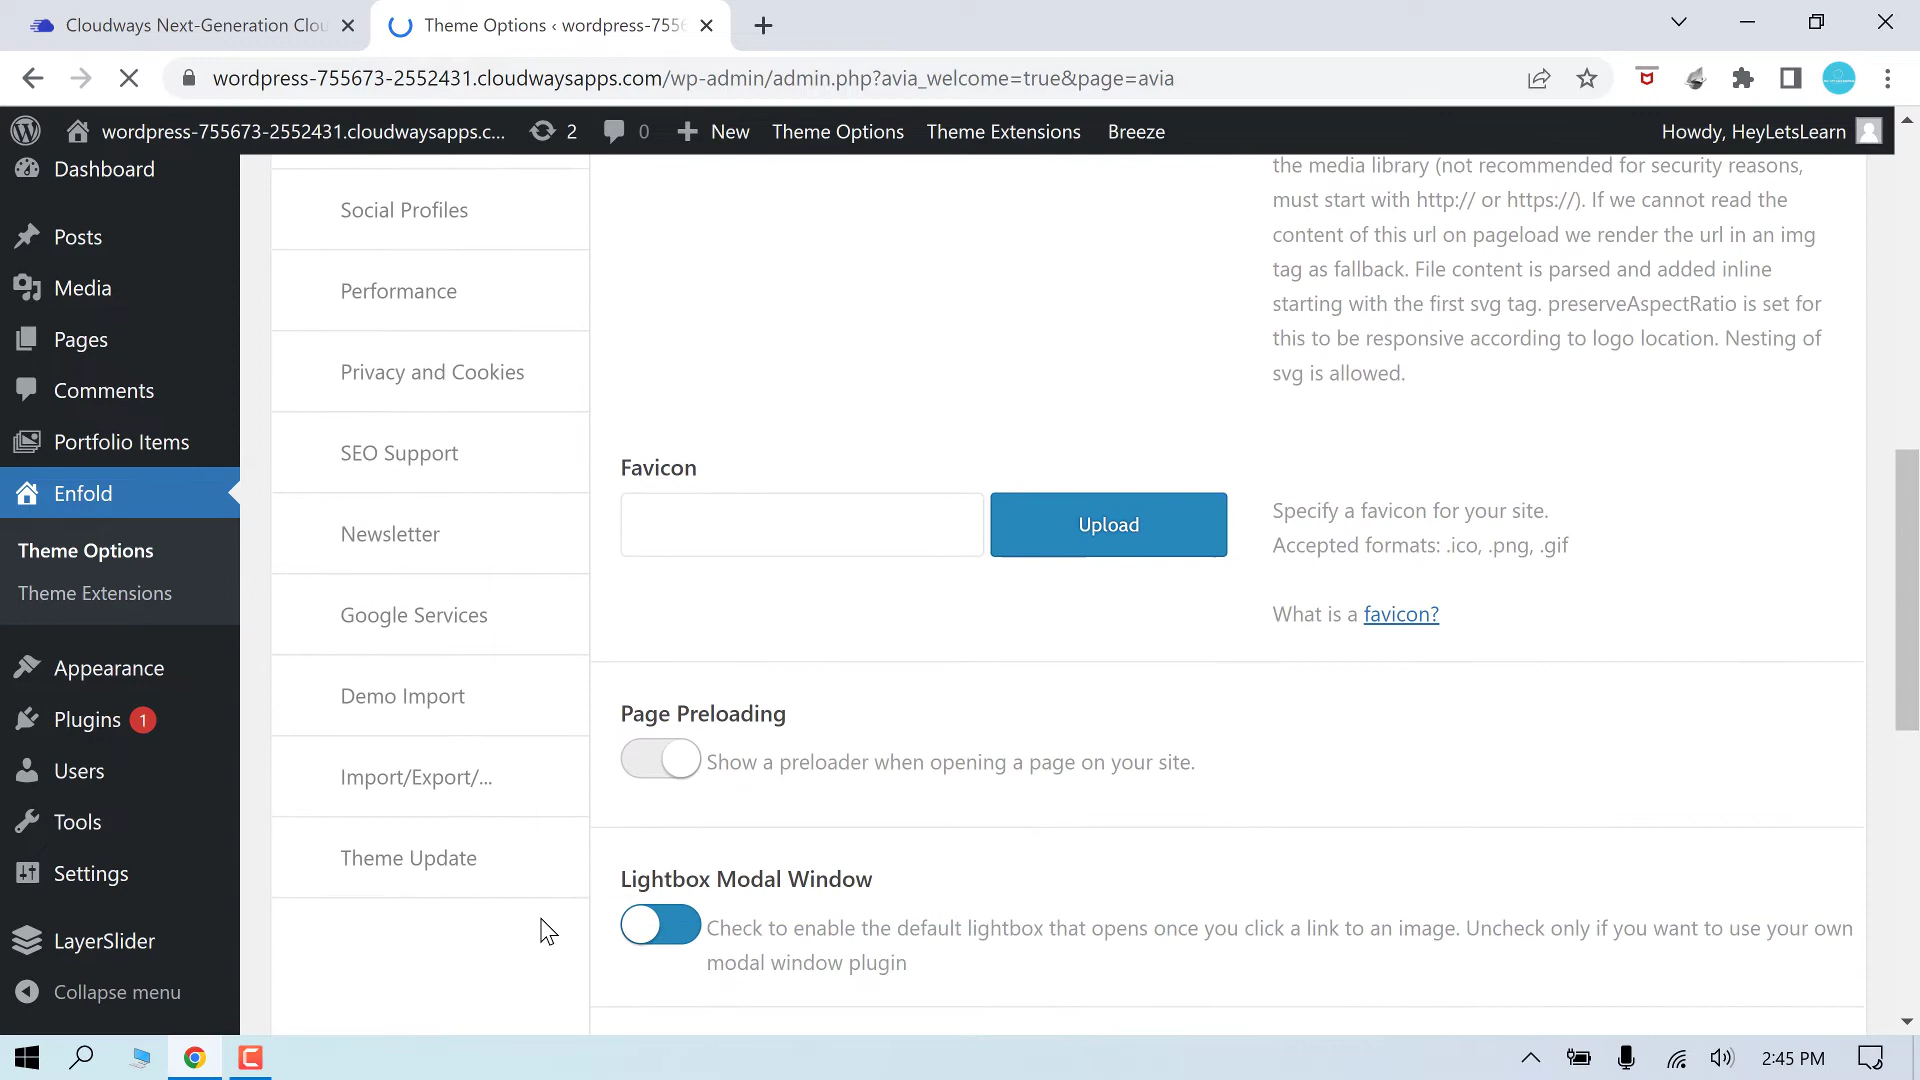 Cloudways Next-Generation Clou
Theme Options ‹ wordpress-7556
wordpress-755673-2552431.cloudwaysapps.com/wp-admin/admin.php?avia_welcome=true&page=avia
wordpress-755673-2552431.cloudwaysapps.c...
2
0
New
Theme Options
Theme Extensions
Breeze
Howdy, HeyLetsLearn
Dashboard
Posts
Media
Pages
Comments
Portfolio Items
Enfold
Theme Options
Theme Extensions
Appearance
Plugins 1
Users
Tools
Settings
LayerSlider
Collapse menu
Social Profiles
Performance
Privacy and Cookies
SEO Support
Newsletter
Google Services
Demo Import
Import/Export/...
Theme Update
the media library (not recommended for security reasons,
must start with http:// or https://). If we cannot read the
content of this url on pageload we render the url in an img
tag as fallback. File content is parsed and added inline
starting with the first svg tag. preserveAspectRatio is set for
this to be responsive according to logo location. Nesting of
svg is allowed.
Favicon
Upload
Specify a favicon for your site.
Accepted formats: .ico, .png, .gif
What is a favicon?
Page Preloading
Show a preloader when opening a page on your site.
Lightbox Modal Window
Check to enable the default lightbox that opens once you click a link to an image. Uncheck only if you want to use your own
modal window plugin
2:45 PM